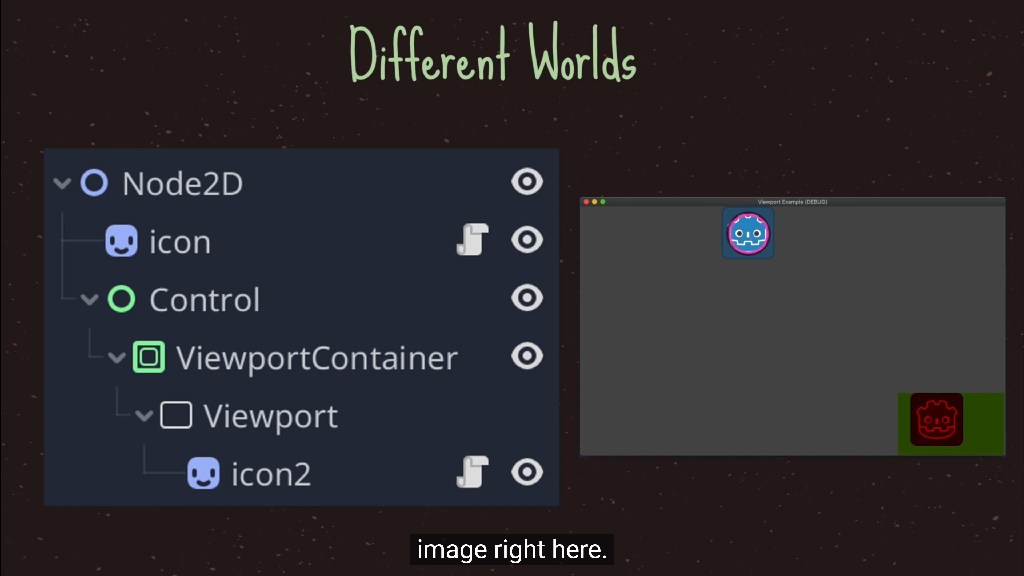 Different Worlds
Node2D
icon
Control
ViewportContainer
Viewport
icon2
Viewport Example (DEBUG)
image right here.